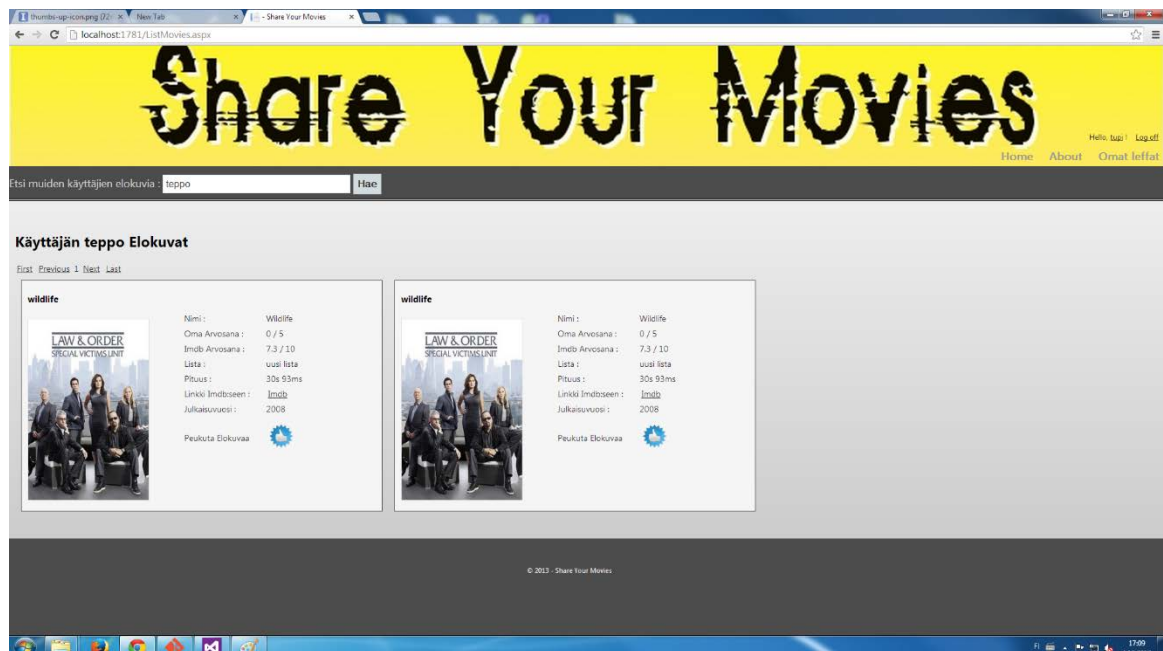 thumbs-up-icon.png (72 New Tab - Share Your Movies
localhost:1781/ListMovies.aspx
Share Your Movies
Hello, tupi ! Log off
Home About Omat leffat
Etsi muiden käyttäjien elokuvia : teppo Hae
Käyttäjän teppo Elokuvat
First Previous 1 Next Last
wildlife
LAW & ORDER
SPECIAL VICTIMS UNIT
Nimi : Wildlife
Oma Arvosana : 0 / 5
Imdb Arvosana : 7.3 / 10
Lista : uusi lista
Pituus : 30s 93ms
Linkki Imdb:seen : Imdb
Julkaisuvuosi : 2008
Peukuta Elokuvaa
wildlife
LAW & ORDER
SPECIAL VICTIMS UNIT
Nimi : Wildlife
Oma Arvosana : 0 / 5
Imdb Arvosana : 7.3 / 10
Lista : uusi lista
Pituus : 30s 93ms
Linkki Imdb:seen : Imdb
Julkaisuvuosi : 2008
Peukuta Elokuvaa
© 2013 - Share Your Movies
FI 17:09